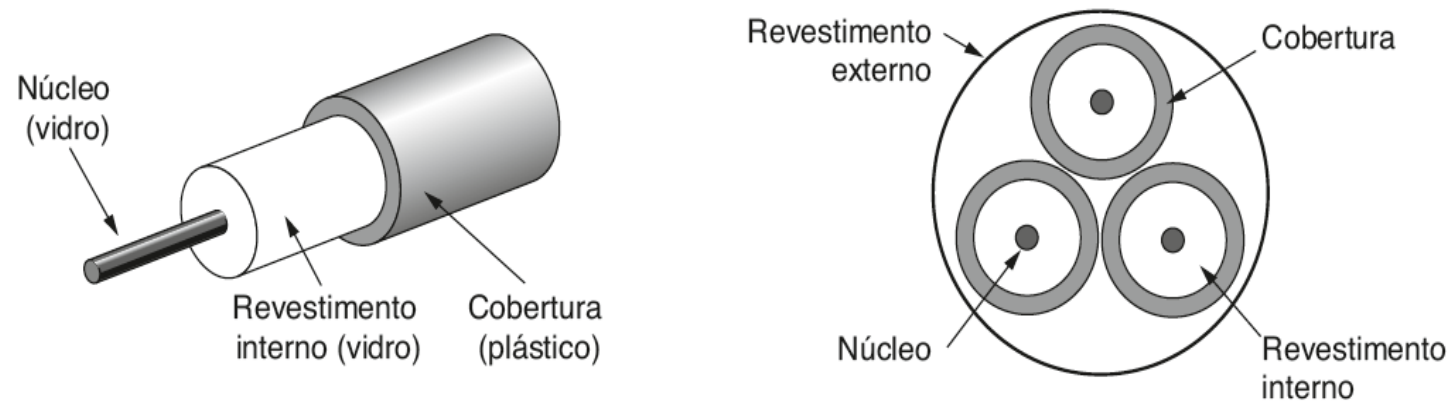 Núcleo
(vidro)
Revestimento
interno (vidro)
Cobertura
(plástico)
Revestimento
externo
Cobertura
Núcleo
Revestimento
interno